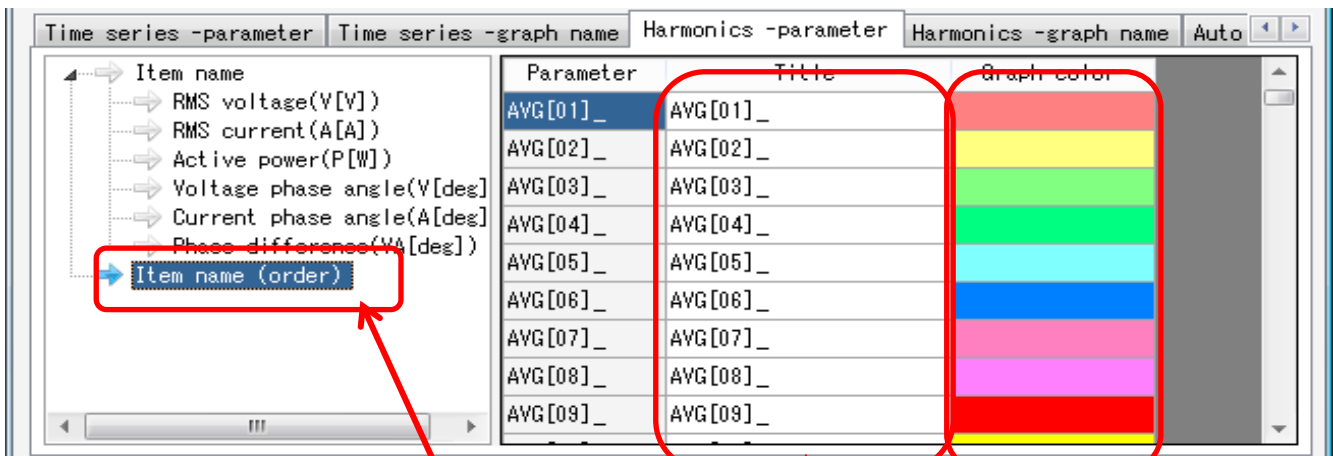 Time series -parameter Time series -graph name Harmonics -parameter Harmonics -graph name Auto
Item name
RMS voltage(V[V])
RMS current(A[A])
Active power(P[W])
Voltage phase angle(V[deg]
Current phase angle(A[deg]
Phase difference(VA[deg])
Item name (order)
Parameter Title Graph color
AVG[01]_ AVG[01]_
AVG[02]_ AVG[02]_
AVG[03]_ AVG[03]_
AVG[04]_ AVG[04]_
AVG[05]_ AVG[05]_
AVG[06]_ AVG[06]_
AVG[07]_ AVG[07]_
AVG[08]_ AVG[08]_
AVG[09]_ AVG[09]_